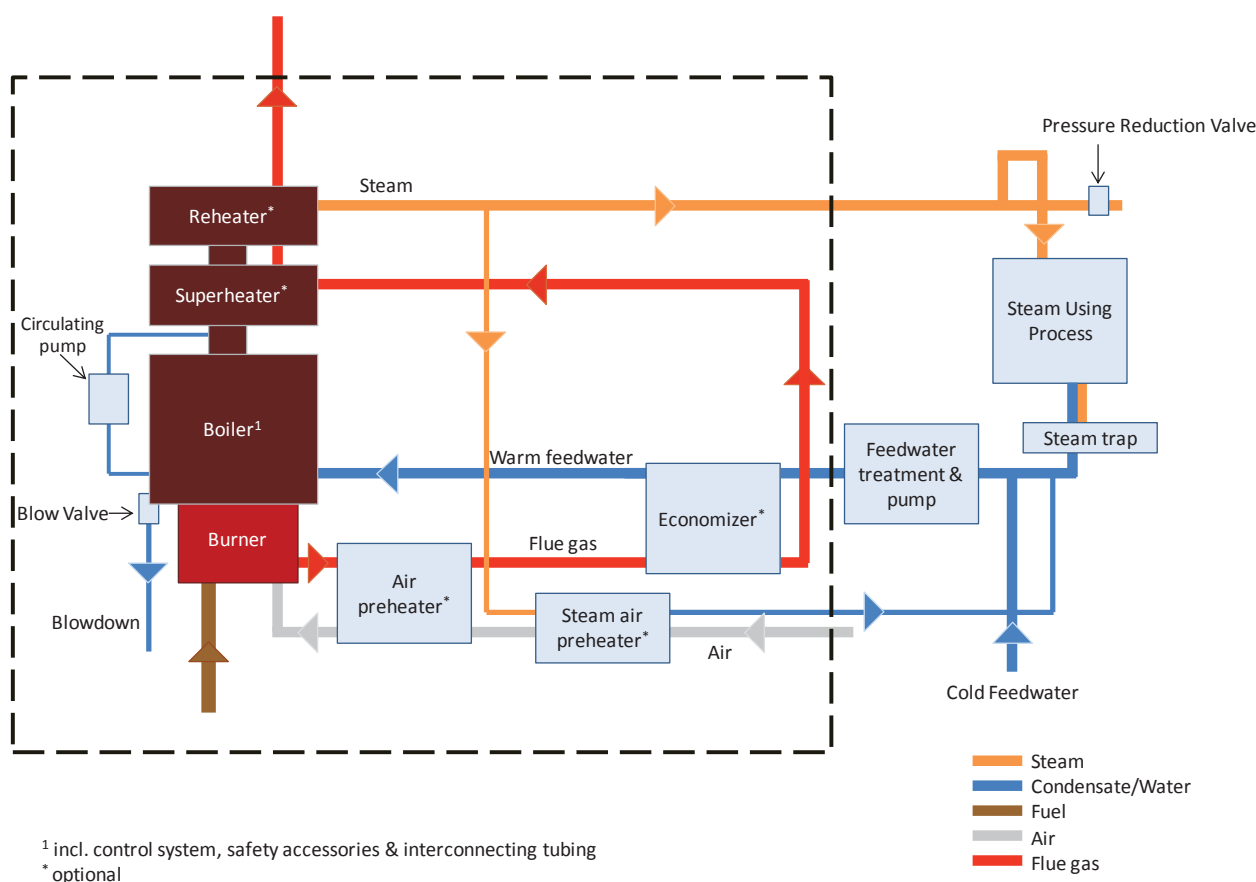 Pressure Reduction Valve
Steam
Reheater*
Superheater*
Steam Using
Process
Circulating
pump
Boiler¹
Steam trap
Warm feedwater
Feedwater
treatment &
pump
Economizer*
Blow Valve
Burner
Flue gas
Air
preheater*
Steam air
preheater*
Blowdown
Air
Cold Feedwater
Steam
Condensate/Water
Fuel
Air
Flue gas
¹ incl. control system, safety accessories & interconnecting tubing
* optional